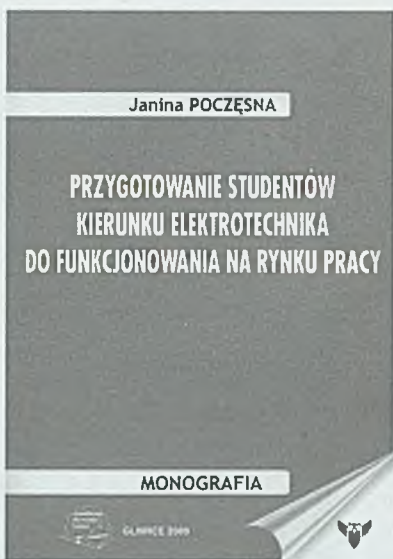 Janina POCZĘSNA
PRZYGOTOWANIE STUDENTÓW
KIERUNKU ELEKTROTECHNIKA
DO FUNKCJONOWANIA NA RYNKU PRACY
MONOGRAFIA
GLIWICE 2009